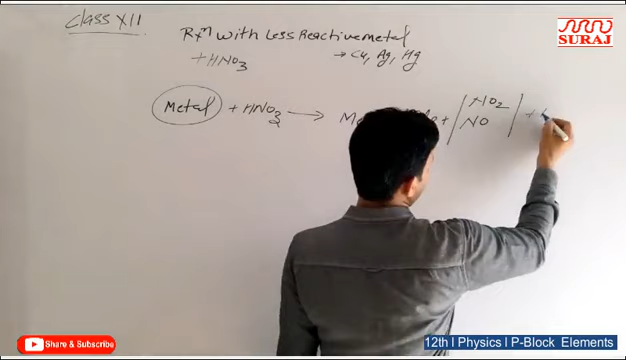 Class XII
Rxn with Less Reactive metal
+HNO3 → Cu, Ag, Hg
SURAJ
Metal + HNO3 → + NO2
NO +
Share & Subscribe
12th I Physics I P-Block Elements